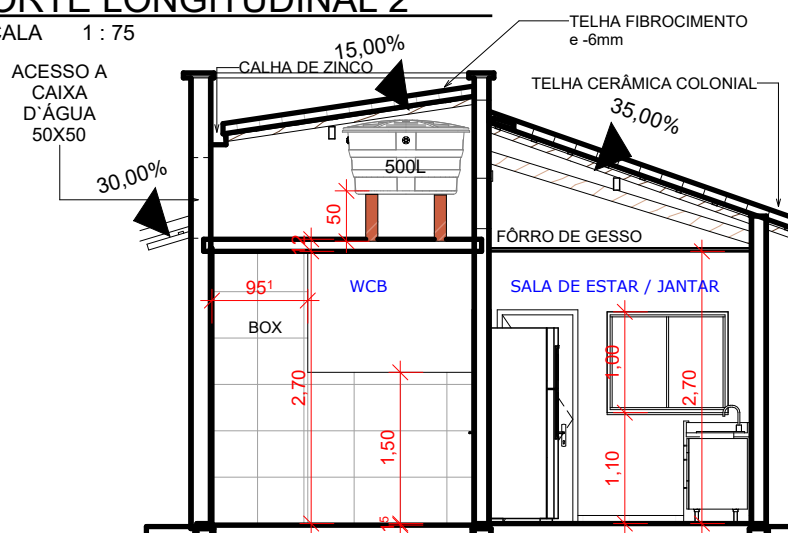 ORTE LONGITUDINAL 2
CALA 1 : 75
TELHA FIBROCIMENTO
e -6mm
15,00%
CALHA DE ZINCO
ACESSO A
CAIXA
D`ÁGUA
50X50
TELHA CERÂMICA COLONIAL
35,00%
30,00%
500L
50
FÔRRO DE GESSO
95¹
WCB
SALA DE ESTAR / JANTAR
BOX
1,00
2,70
2,70
1,50
1,10
15